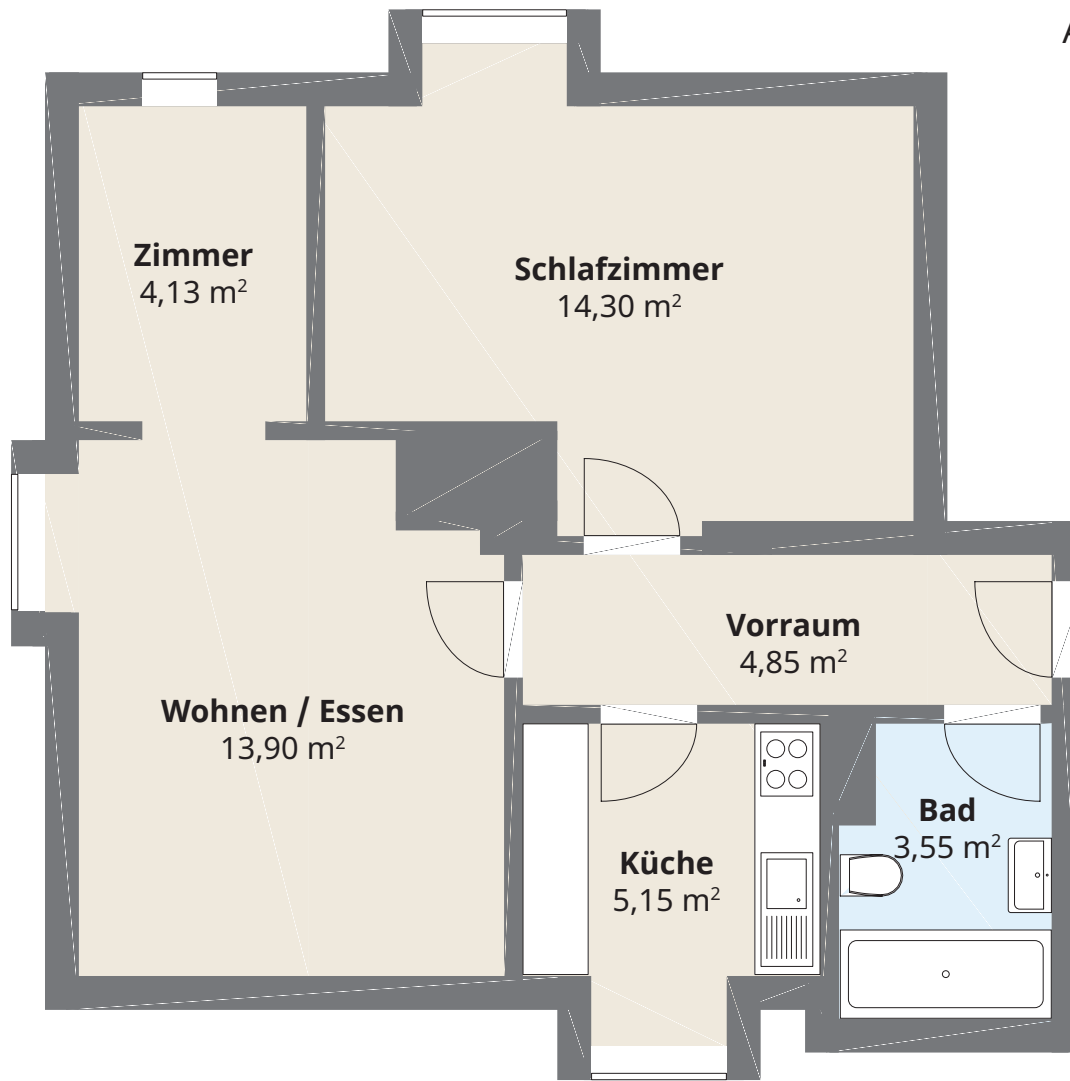 Zimmer
4,13 m²
Schlafzimmer
14,30 m²
Vorraum
4,85 m²
Wohnen / Essen
13,90 m²
Küche
5,15 m²
Bad
3,55 m²